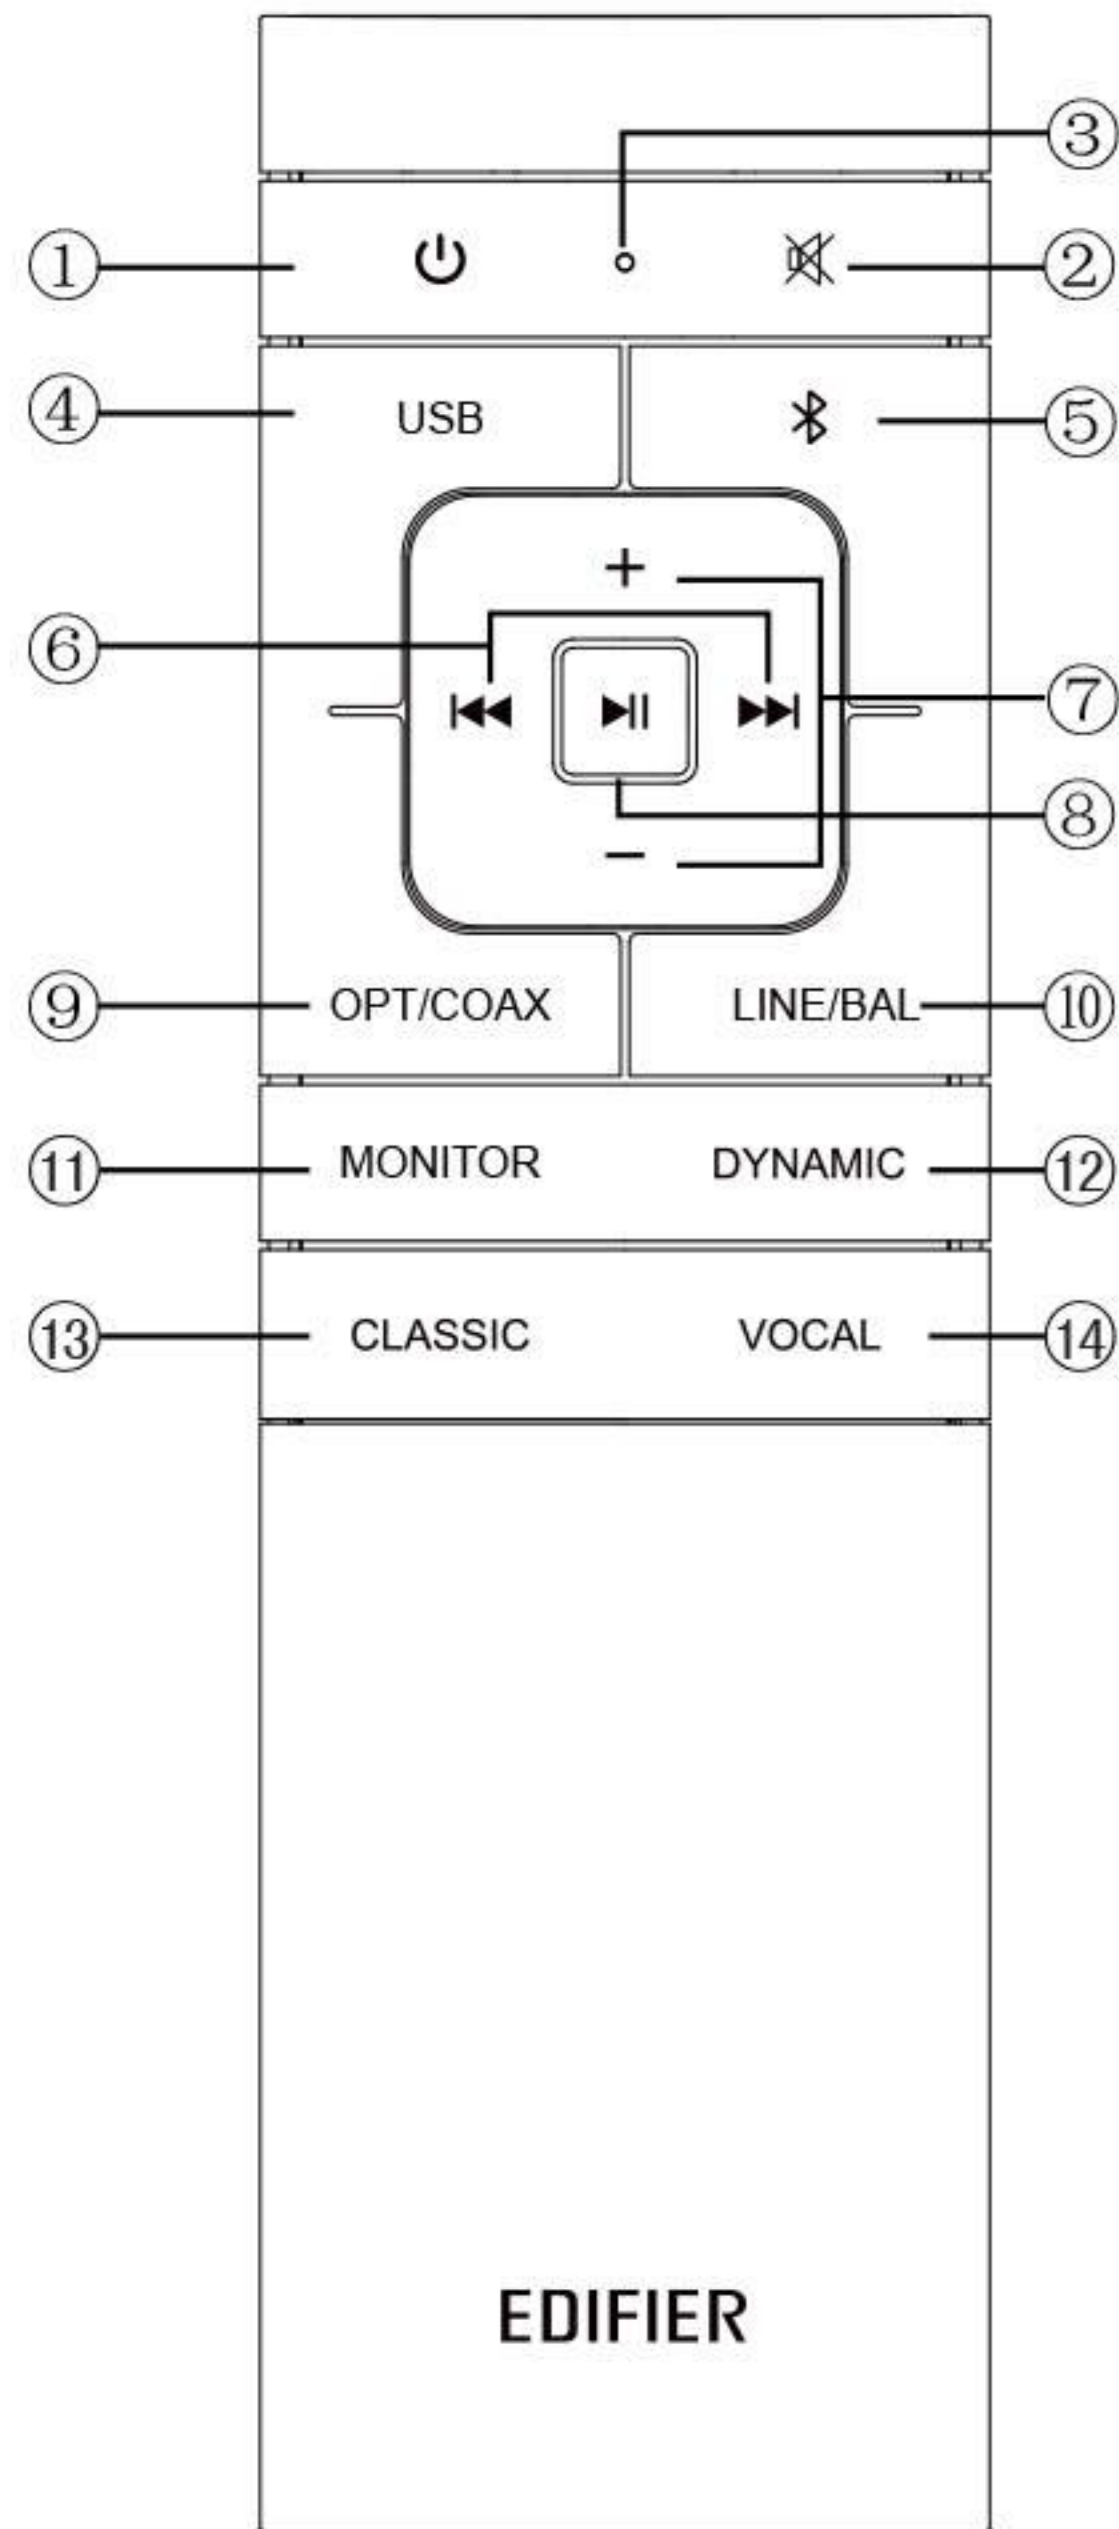 ③
① ②
④ USB ⑤
+
⑥
⑦
⑧
−
⑨ OPT/COAX LINE/BAL ⑩
⑪ MONITOR DYNAMIC ⑫
⑬ CLASSIC VOCAL ⑭
EDIFIER